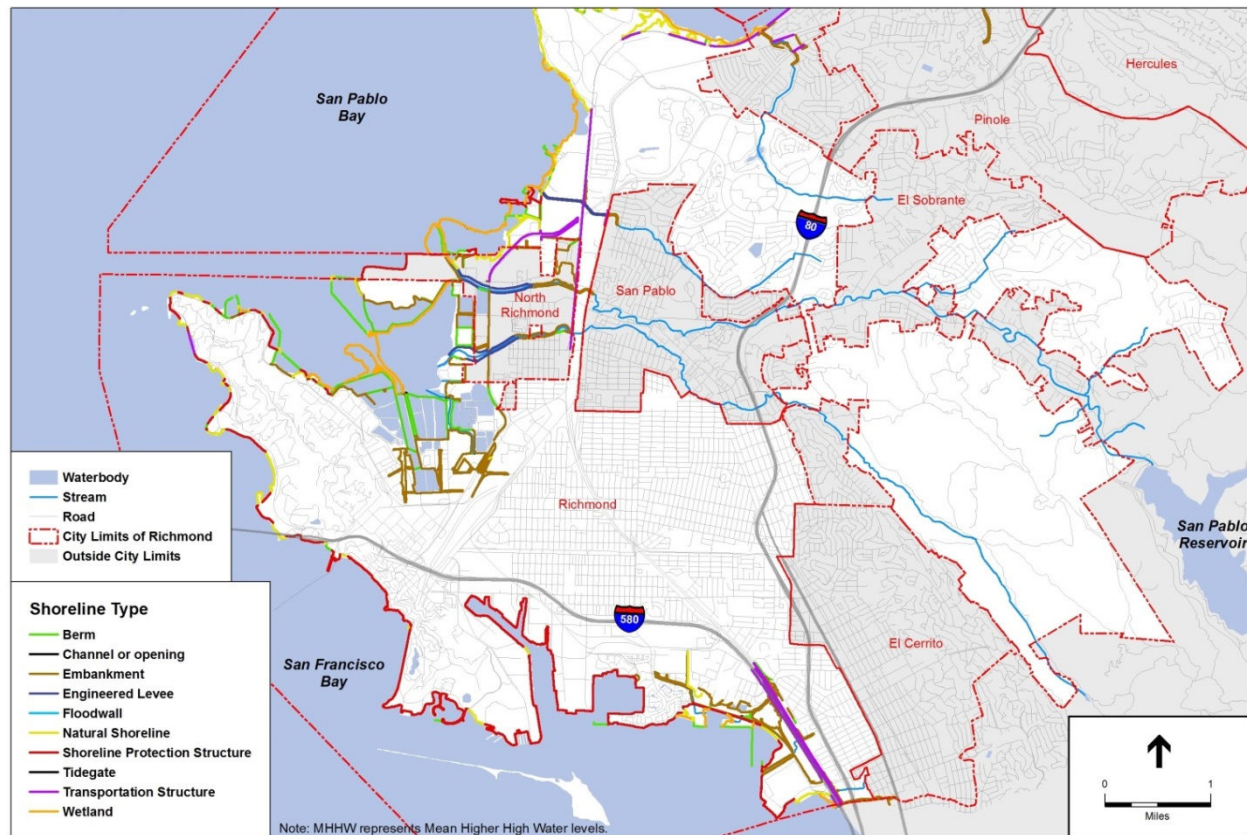 Hercules
San Pablo
Bay
Pinole
El Sobrante
80
North
Richmond
San Pablo
Waterbody
Stream
Road
City Limits of Richmond
Outside City Limits
Richmond
San Pablo
Reservoir
Shoreline Type
Berm
Channel or opening
Embankment
Engineered Levee
Floodwall
Natural Shoreline
Shoreline Protection Structure
Tidegate
Transportation Structure
Wetland
580
San Francisco
Bay
El Cerrito
0
1
Miles
Note: MHHW represents Mean Higher High Water levels.